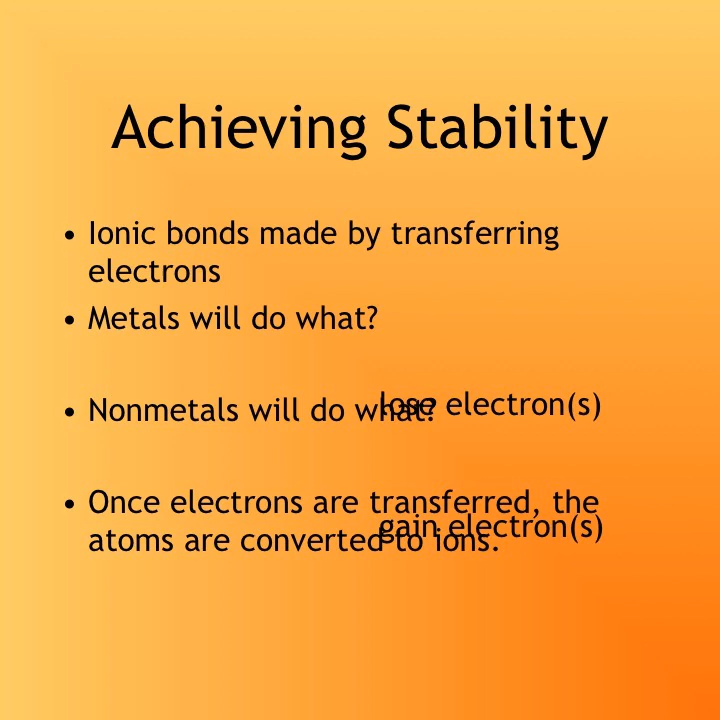 Achieving Stability
• Ionic bonds made by transferring
electrons
• Metals will do what?
lose electron(s)
• Nonmetals will do what?
• Once electrons are transferred, the
gain electron(s)
atoms are converted to ions.